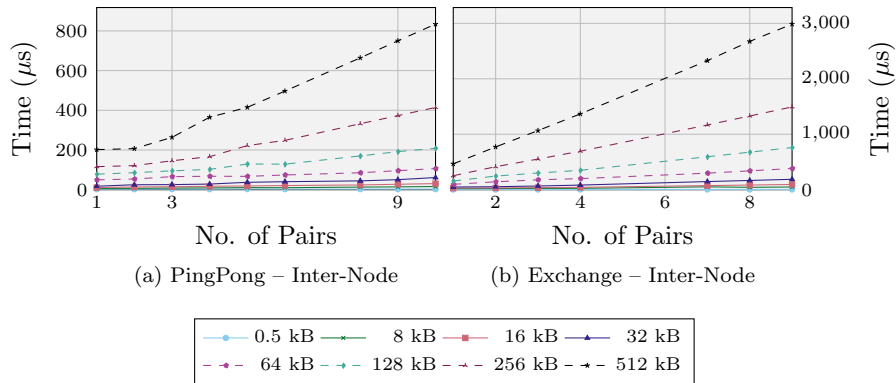 800
600
400
200
0
1
3
9
Time (µs)
No. of Pairs
(a) PingPong – Inter-Node
3,000
2,000
1,000
0
2
4
6
8
Time (µs)
No. of Pairs
(b) Exchange – Inter-Node
0.5 kB 8 kB 16 kB 32 kB
64 kB 128 kB 256 kB 512 kB